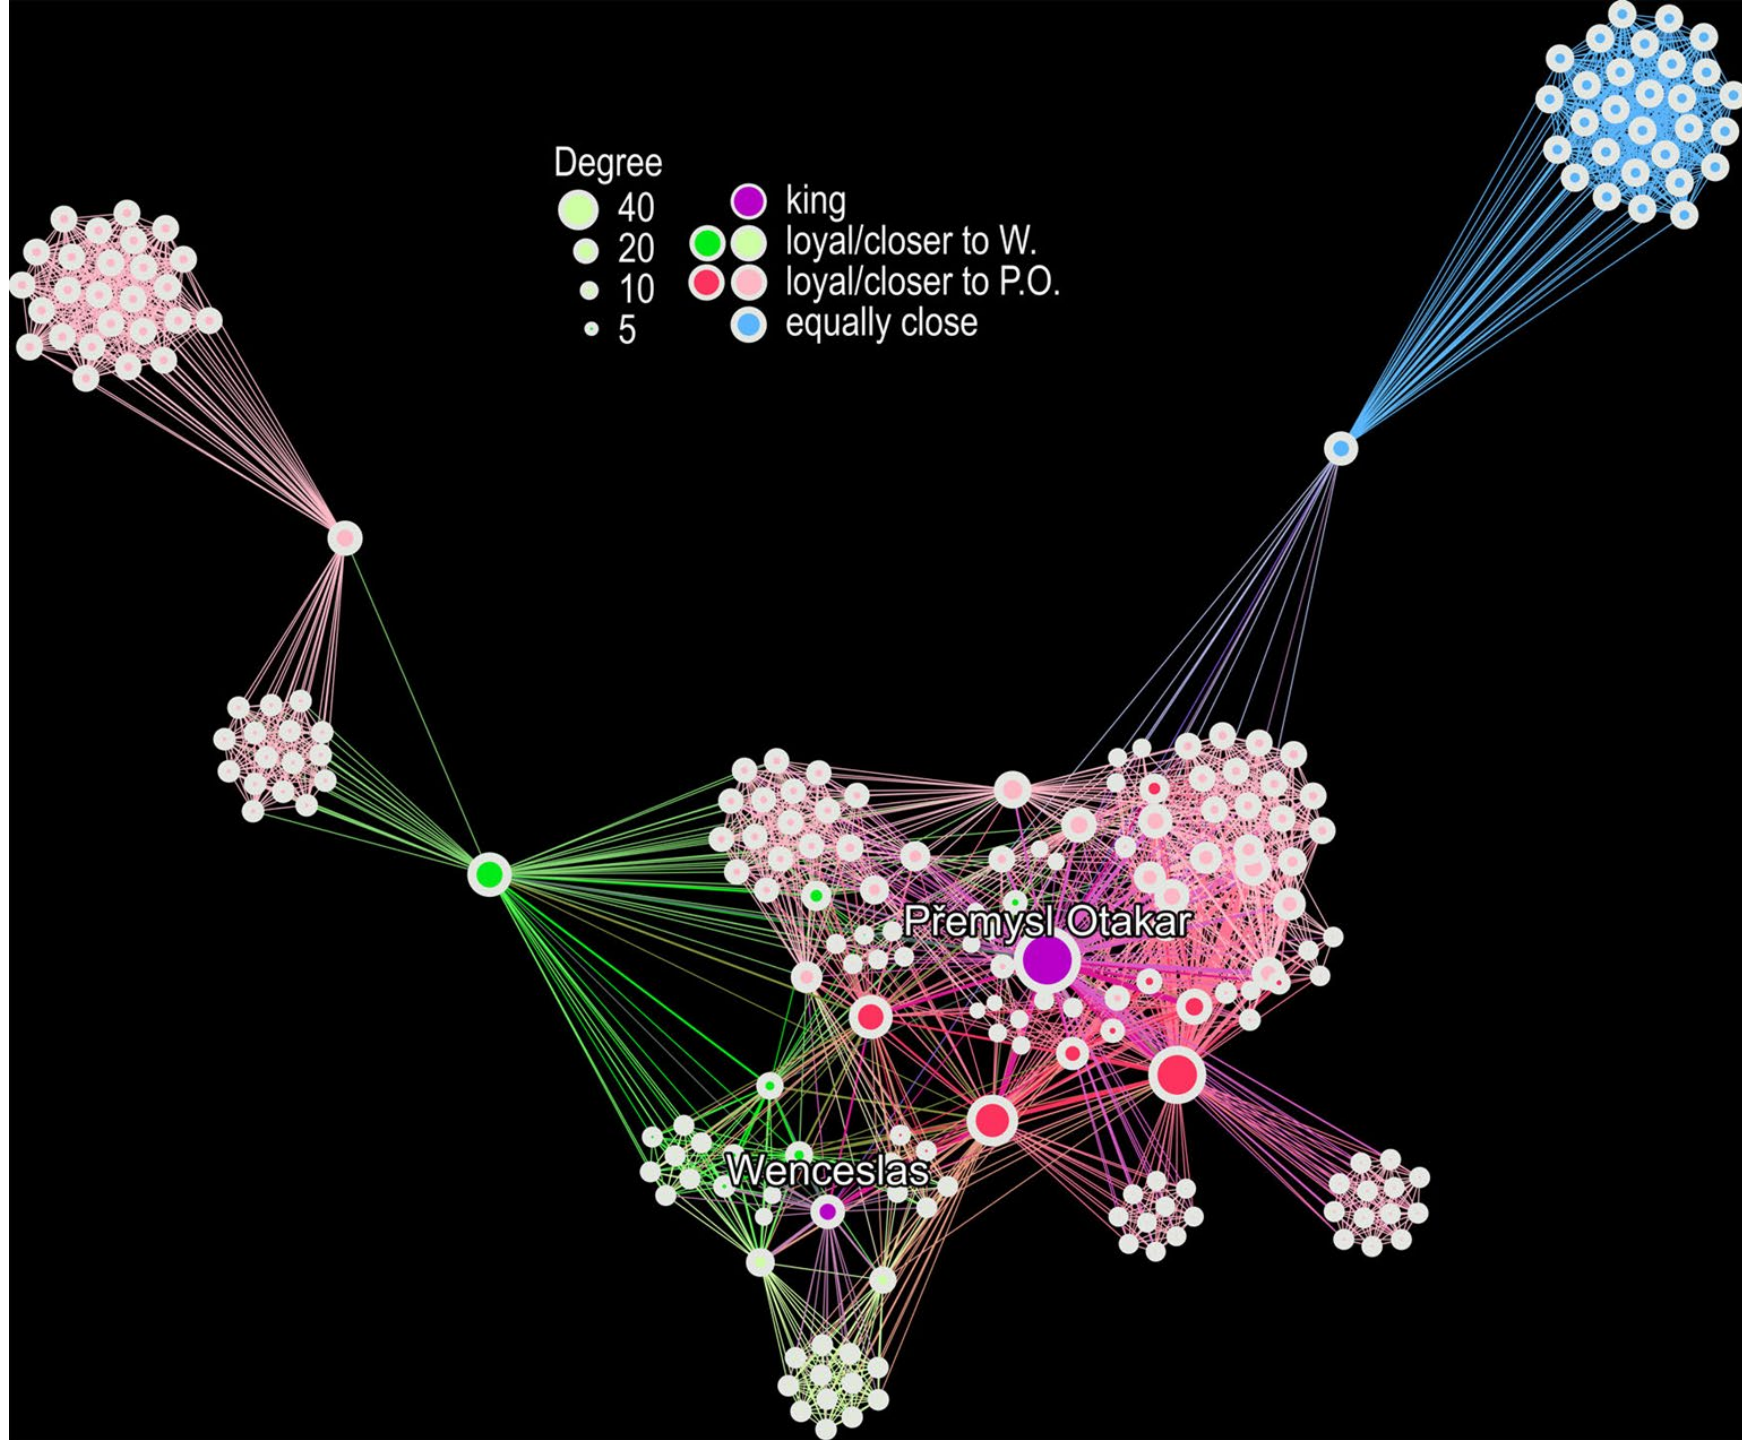 Degree
40
20
10
5
king
loyal/closer to W.
loyal/closer to P.O.
equally close
Přemysl Otakar
Wenceslas